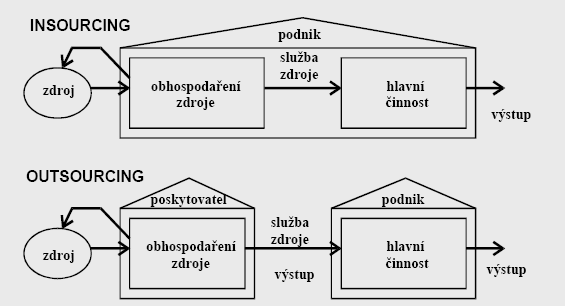 INSOURCING
podnik
služba
zdroje
zdroj
obhospodaření
zdroje
hlavní
činnost
výstup
OUTSOURCING
poskytovatel
podnik
služba
zdroje
zdroj
obhospodaření
zdroje
výstup
hlavní
činnost
výstup